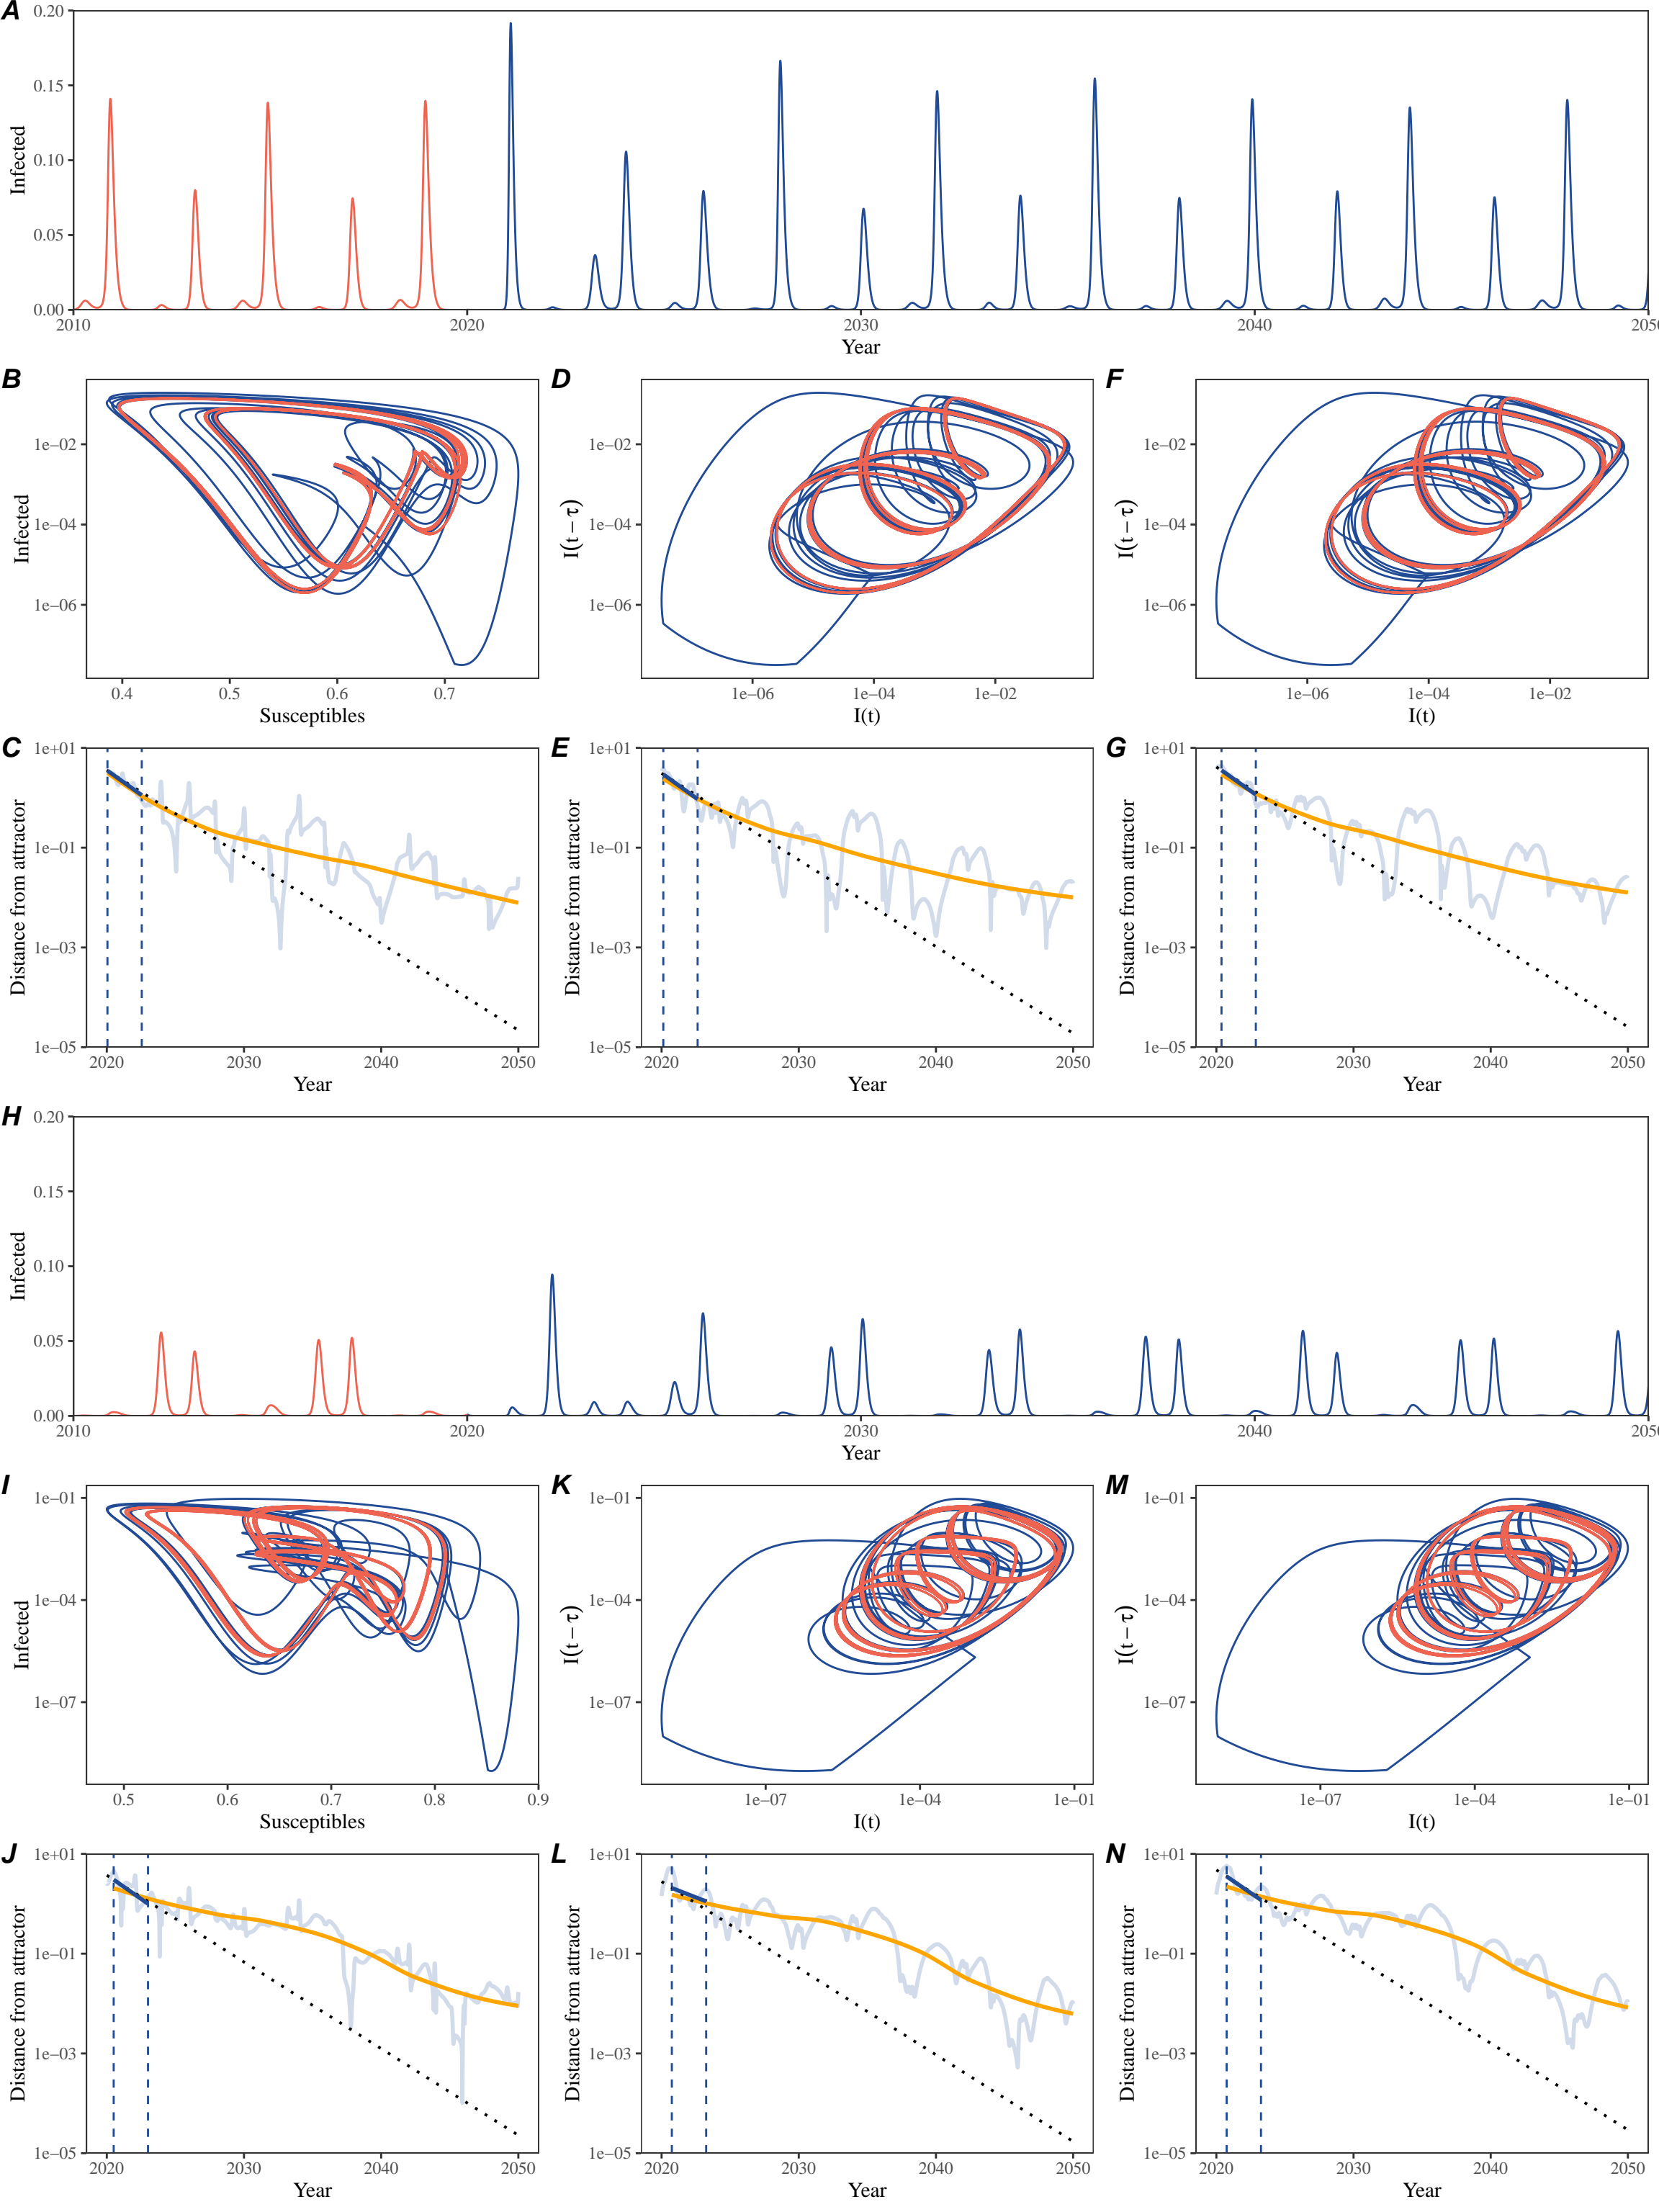 A
0.20
0.15
0.10
0.05
0.00
Infected
2010 2020 2030 2040 2050
Year
B
1e−02
1e−04
1e−06
Infected
0.4 0.5 0.6 0.7
Susceptibles
D
1e−02
1e−04
1e−06
I(t − τ)
1e−06 1e−04 1e−02
I(t)
F
1e−02
1e−04
1e−06
I(t − τ)
1e−06 1e−04 1e−02
I(t)
C
1e+01
1e−01
1e−03
1e−05
Distance from attractor
2020 2030 2040 2050
Year
E
1e+01
1e−01
1e−03
1e−05
Distance from attractor
2020 2030 2040 2050
Year
G
1e+01
1e−01
1e−03
1e−05
Distance from attractor
2020 2030 2040 2050
Year
H
0.20
0.15
0.10
0.05
0.00
Infected
2010 2020 2030 2040 2050
Year
I
1e−01
1e−04
1e−07
Infected
0.5 0.6 0.7 0.8 0.9
Susceptibles
K
1e−01
1e−04
1e−07
I(t − τ)
1e−07 1e−04 1e−01
I(t)
M
1e−01
1e−04
1e−07
I(t − τ)
1e−07 1e−04 1e−01
I(t)
J
1e+01
1e−01
1e−03
1e−05
Distance from attractor
2020 2030 2040 2050
Year
L
1e+01
1e−01
1e−03
1e−05
Distance from attractor
2020 2030 2040 2050
Year
N
1e+01
1e−01
1e−03
1e−05
Distance from attractor
2020 2030 2040 2050
Year